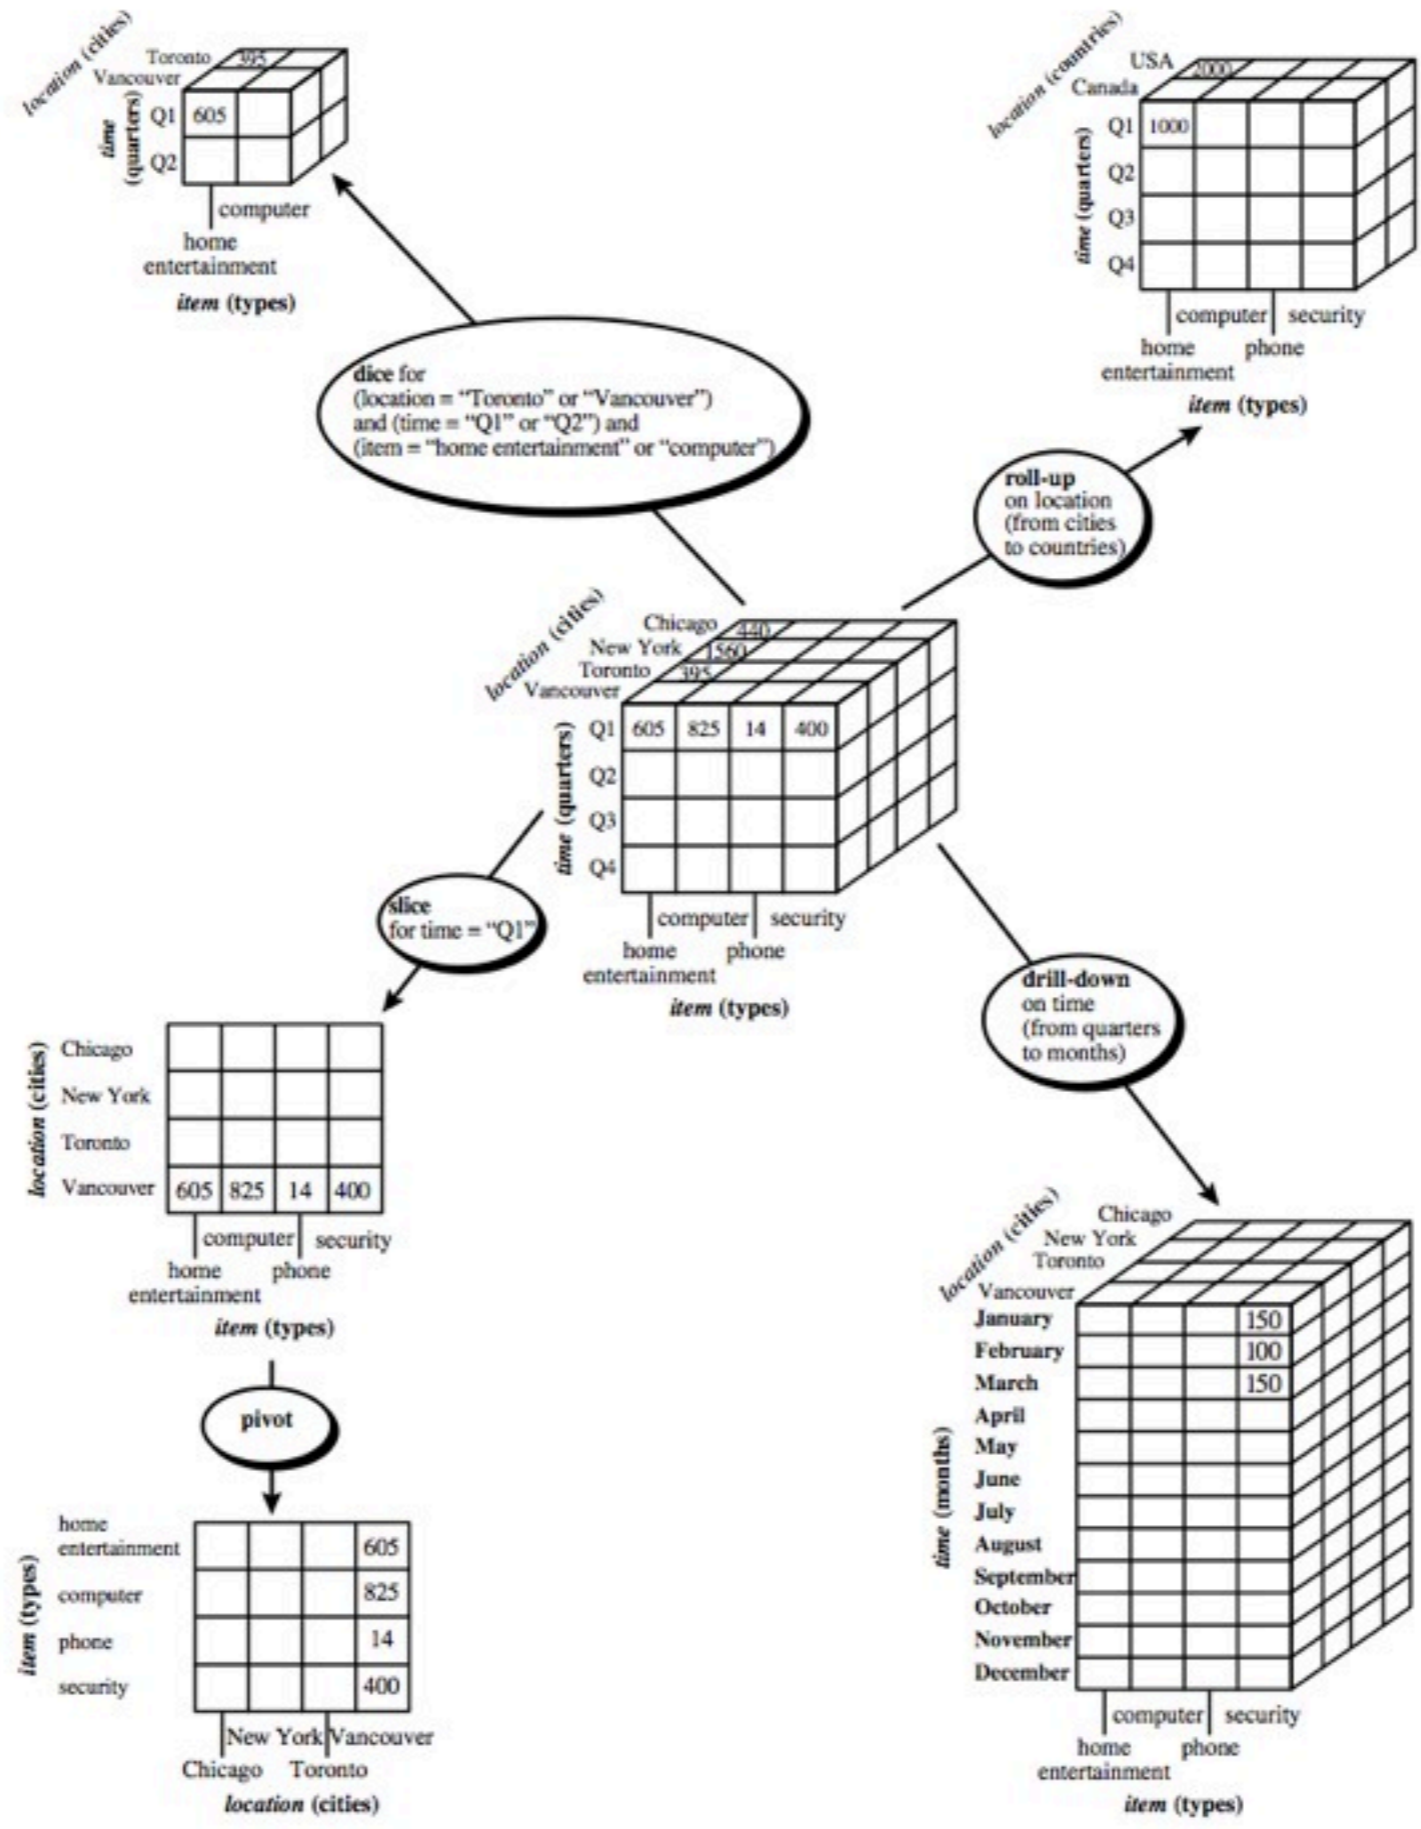 location (cities)
Toronto
395
Vancouver
time
(quarters)
Q1
605
Q2
computer
home
entertainment
item (types)
location (countries)
USA
2000
Canada
time (quarters)
Q1
1000
Q2
Q3
Q4
computer
security
home
entertainment
phone
item (types)
dice for
(location = “Toronto” or “Vancouver”)
and (time = “Q1” or “Q2”) and
(item = “home entertainment” or “computer”)
roll-up
on location
(from cities
to countries)
location (cities)
Chicago
440
New York
1560
Toronto
395
Vancouver
time (quarters)
Q1 605 825 14 400
Q2
Q3
Q4
computer
security
home
entertainment
phone
item (types)
slice
for time = “Q1”
drill-down
on time
(from quarters
to months)
location (cities)
Chicago
New York
Toronto
Vancouver 605 825 14 400
computer
security
home
entertainment
phone
item (types)
pivot
item (types)
home
entertainment 605
computer 825
phone 14
security 400
New York Vancouver
Chicago Toronto
location (cities)
location (cities)
Chicago
New York
Toronto
Vancouver
time (months)
January 150
February 100
March 150
April
May
June
July
August
September
October
November
December
computer
security
home
entertainment
phone
item (types)